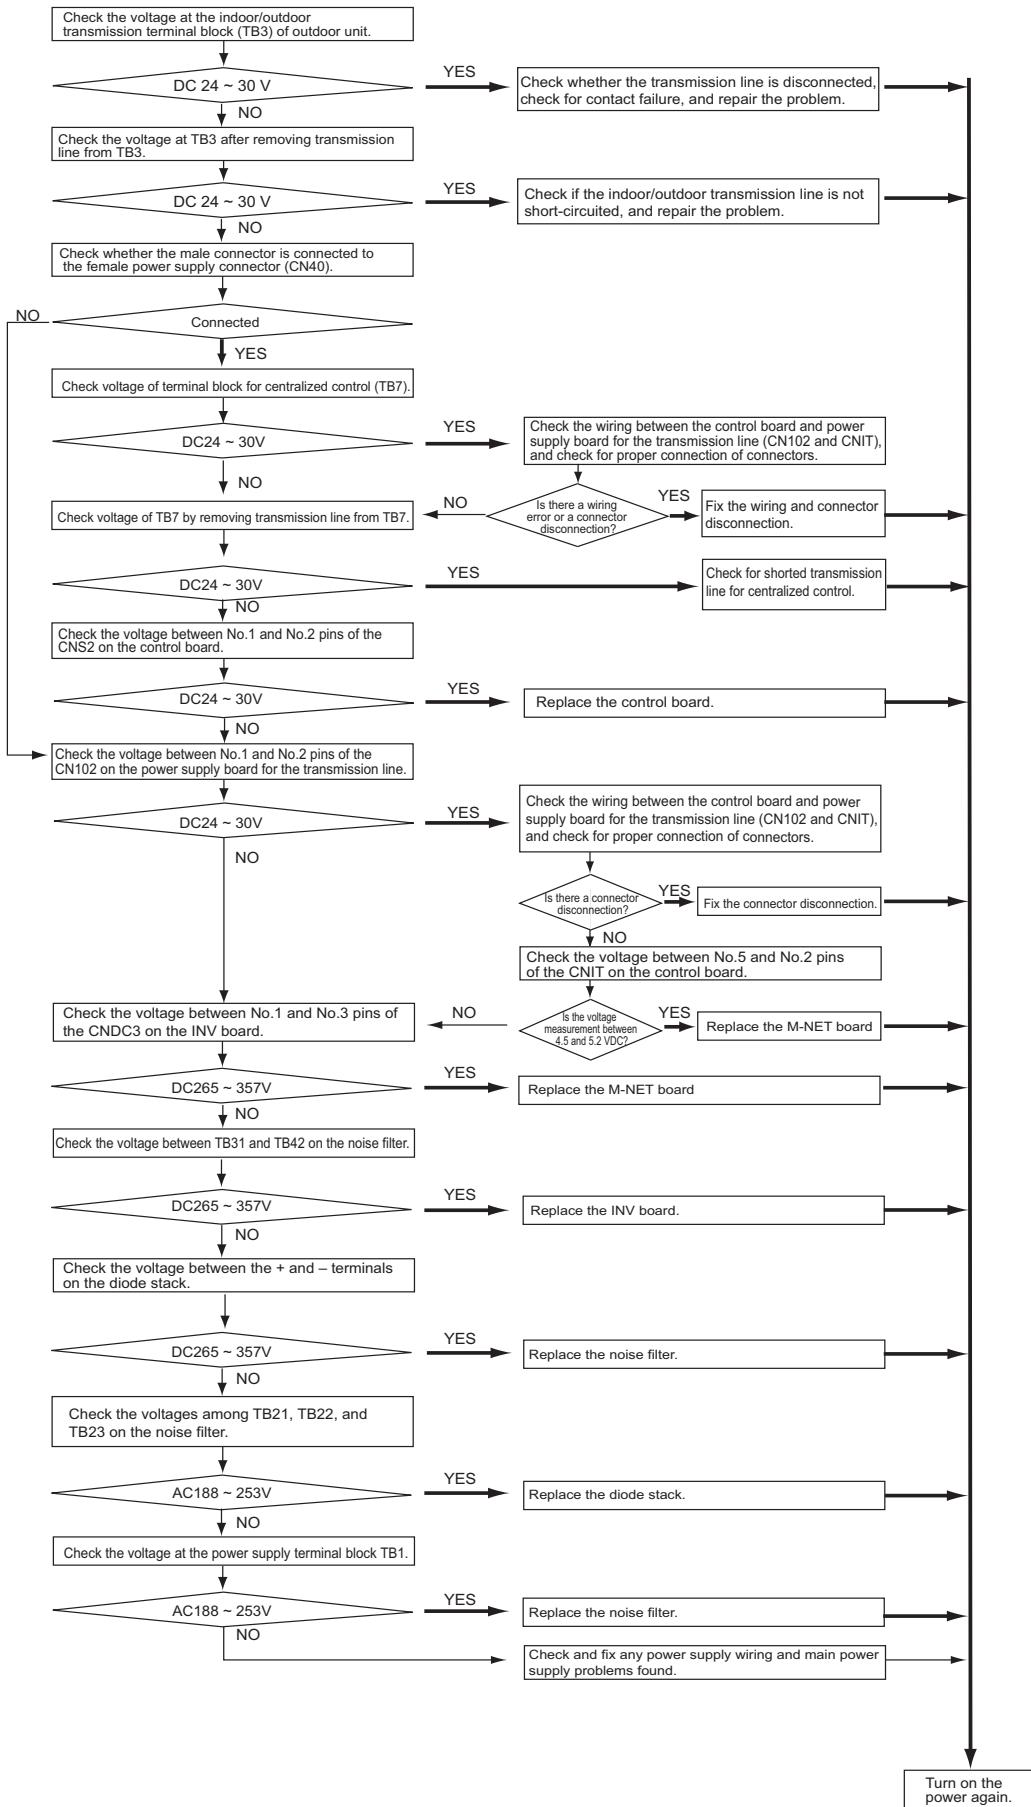 Check the voltage at the indoor/outdoor
transmission terminal block (TB3) of outdoor unit.
DC 24 ~ 30 V
YES
Check whether the transmission line is disconnected,
check for contact failure, and repair the problem.
NO
Check the voltage at TB3 after removing transmission
line from TB3.
DC 24 ~ 30 V
YES
Check if the indoor/outdoor transmission line is not
short-circuited, and repair the problem.
NO
Check whether the male connector is connected to
the female power supply connector (CN40).
NO
Connected
YES
Check voltage of terminal block for centralized control (TB7).
DC24 ~ 30V
YES
Check the wiring between the control board and power
supply board for the transmission line (CN102 and CNIT),
and check for proper connection of connectors.
NO
Is there a wiring
error or a connector
disconnection?
NO
YES
Fix the wiring and connector
disconnection.
Check voltage of TB7 by removing transmission line from TB7.
DC24 ~ 30V
YES
Check for shorted transmission
line for centralized control.
NO
Check the voltage between No.1 and No.2 pins of the
CNS2 on the control board.
DC24 ~ 30V
YES
Replace the control board.
NO
Check the voltage between No.1 and No.2 pins of the
CN102 on the power supply board for the transmission line.
DC24 ~ 30V
YES
Check the wiring between the control board and power
supply board for the transmission line (CN102 and CNIT),
and check for proper connection of connectors.
NO
Is there a connector
disconnection?
YES
Fix the connector disconnection.
NO
Check the voltage between No.5 and No.2 pins
of the CNIT on the control board.
Is the voltage
measurement between
4.5 and 5.2 VDC?
NO
YES
Replace the M-NET board
Check the voltage between No.1 and No.3 pins of
the CNDC3 on the INV board.
DC265 ~ 357V
YES
Replace the M-NET board
NO
Check the voltage between TB31 and TB42 on the noise filter.
DC265 ~ 357V
YES
Replace the INV board.
NO
Check the voltage between the + and – terminals
on the diode stack.
DC265 ~ 357V
YES
Replace the noise filter.
NO
Check the voltages among TB21, TB22, and
TB23 on the noise filter.
AC188 ~ 253V
YES
Replace the diode stack.
NO
Check the voltage at the power supply terminal block TB1.
AC188 ~ 253V
YES
Replace the noise filter.
NO
Check and fix any power supply wiring and main power
supply problems found.
Turn on the
power again.